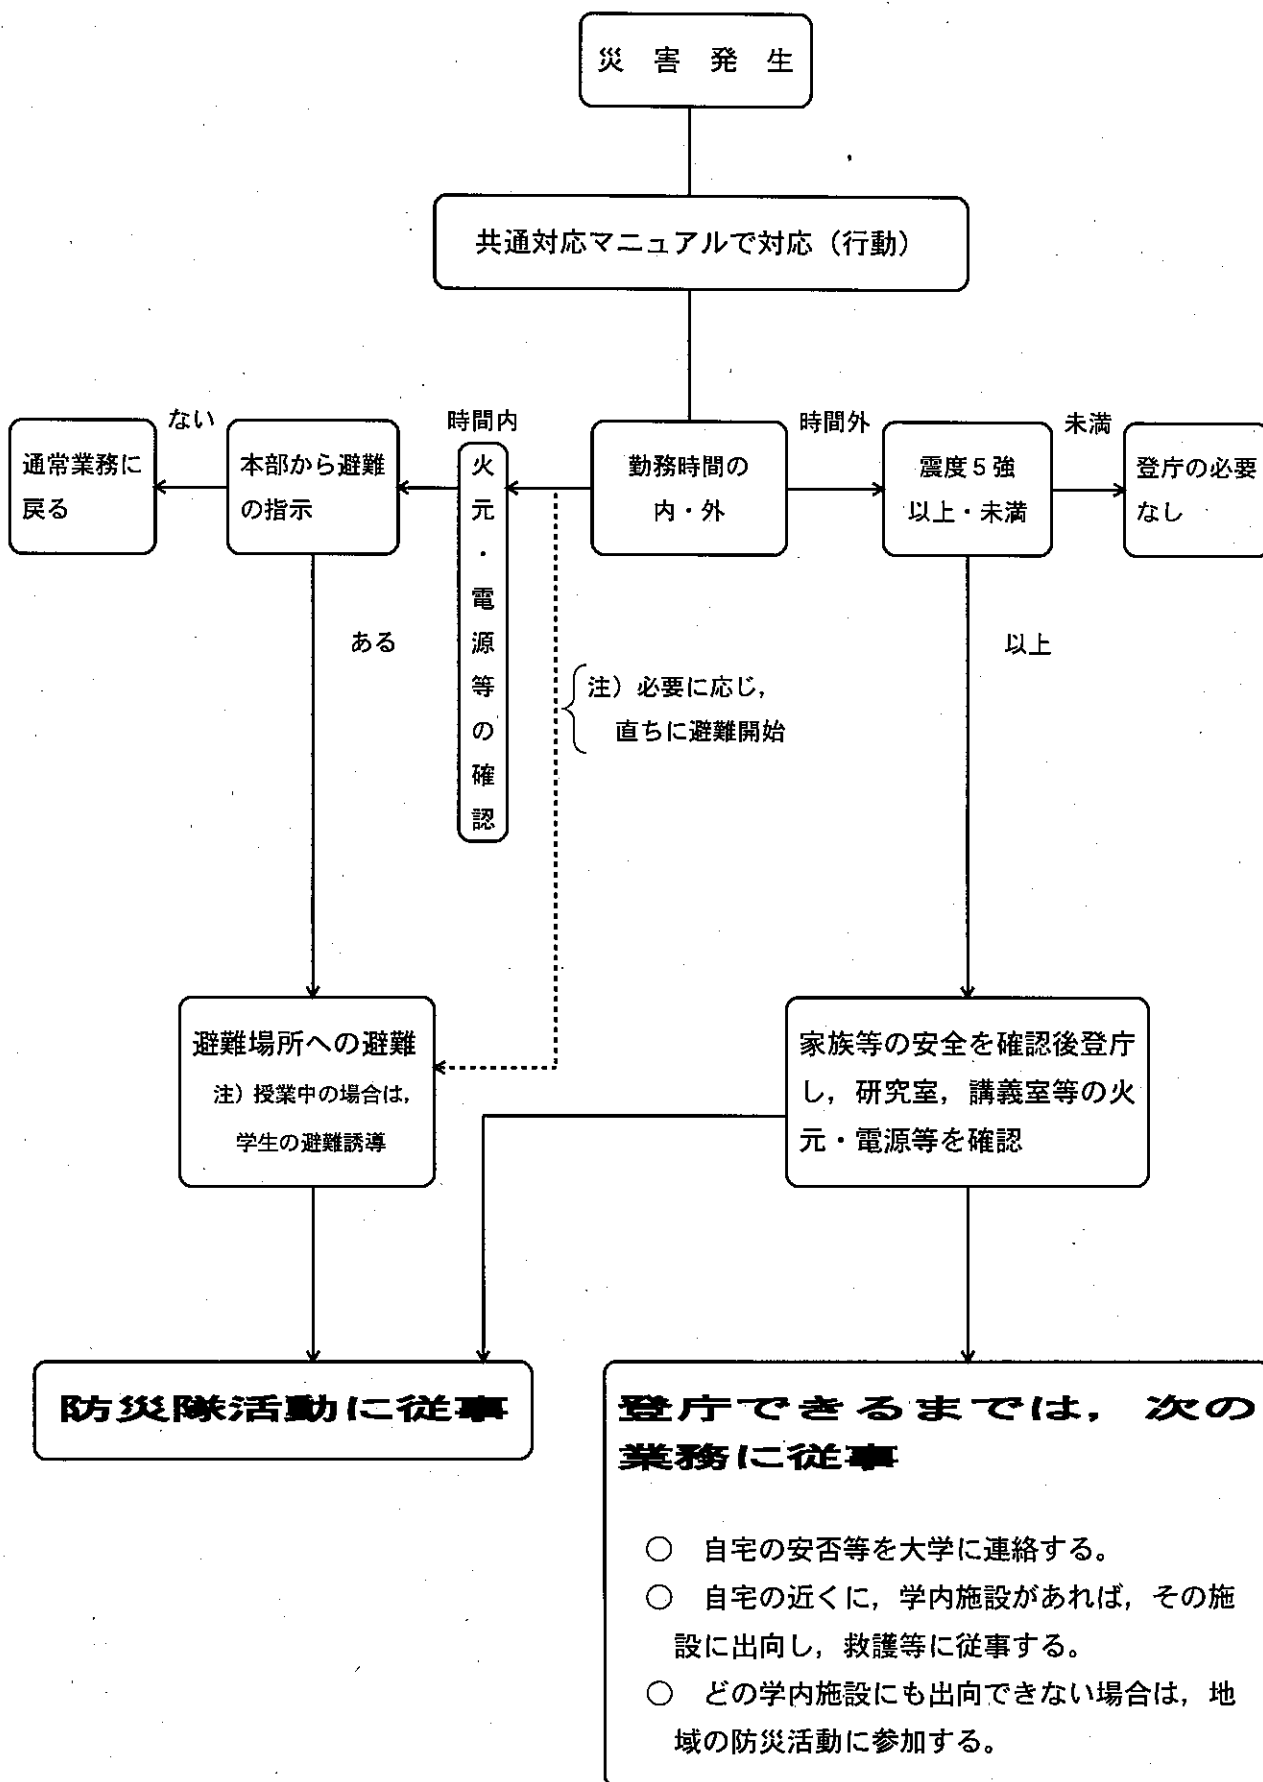 災害発生
共通対応マニュアルで対応（行動）
ない
時間内
時間外
未満
通常業務に
戻る
本部から避難
の指示
火元・電源等の確認
勤務時間の
内・外
震度５強
以上・未満
登庁の必要
なし
ある
以上
注）必要に応じ，
直ちに避難開始
避難場所への避難
注）授業中の場合は，
学生の避難誘導
家族等の安全を確認後登庁
し，研究室，講義室等の火
元・電源等を確認
防災隊活動に従事
登庁できるまでは，次の
業務に従事
○　自宅の安否等を大学に連絡する。
○　自宅の近くに，学内施設があれば，その施
設に出向し，救護等に従事する。
○　どの学内施設にも出向できない場合は，地
域の防災活動に参加する。